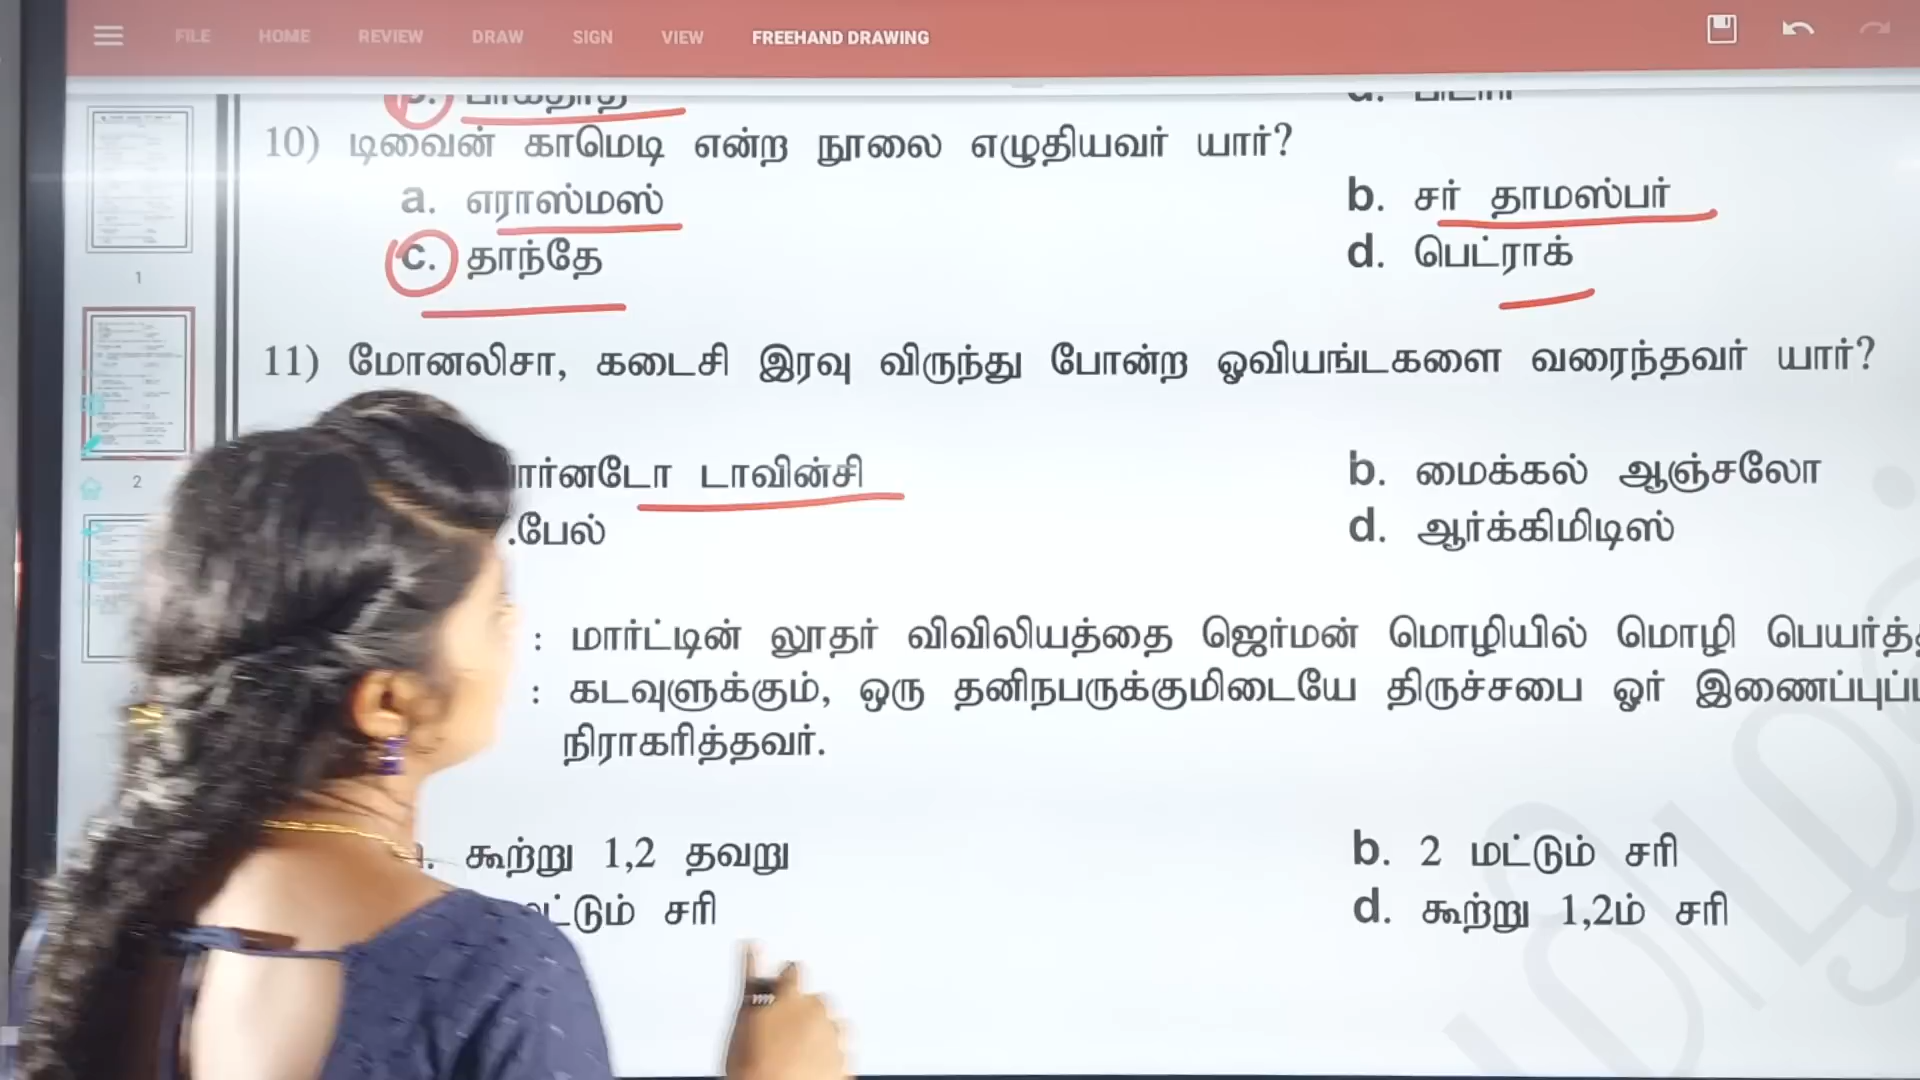 FILE HOME REVIEW DRAW SIGN VIEW FREEHAND DRAWING
10) டிவைன் காமெடி என்ற நூலை எழுதியவர் யார்?
a. எராஸ்மஸ்
b. சர் தாமஸ்பர்
c. தாந்தே
d. பெட்ராக்
1
11) மோனலிசா, கடைசி இரவு விருந்து போன்ற ஓவியங்டகளை வரைந்தவர் யார்?
டாவின்சி
b. மைக்கல் ஆஞ்சலோ
2
d. ஆர்க்கிமிடிஸ்
: மார்ட்டின் லூதர் விவிலியத்தை ஜெர்மன் மொழியில் மொழி
: கடவுளுக்கும், ஒரு தனிநபருக்குமிடையே திருச்சபை ஓர்
நிராகரித்தவர்.
கூற்று 1,2 தவறு
b. 2 மட்டும் சரி
சரி
d. கூற்று 1,2ம் சரி